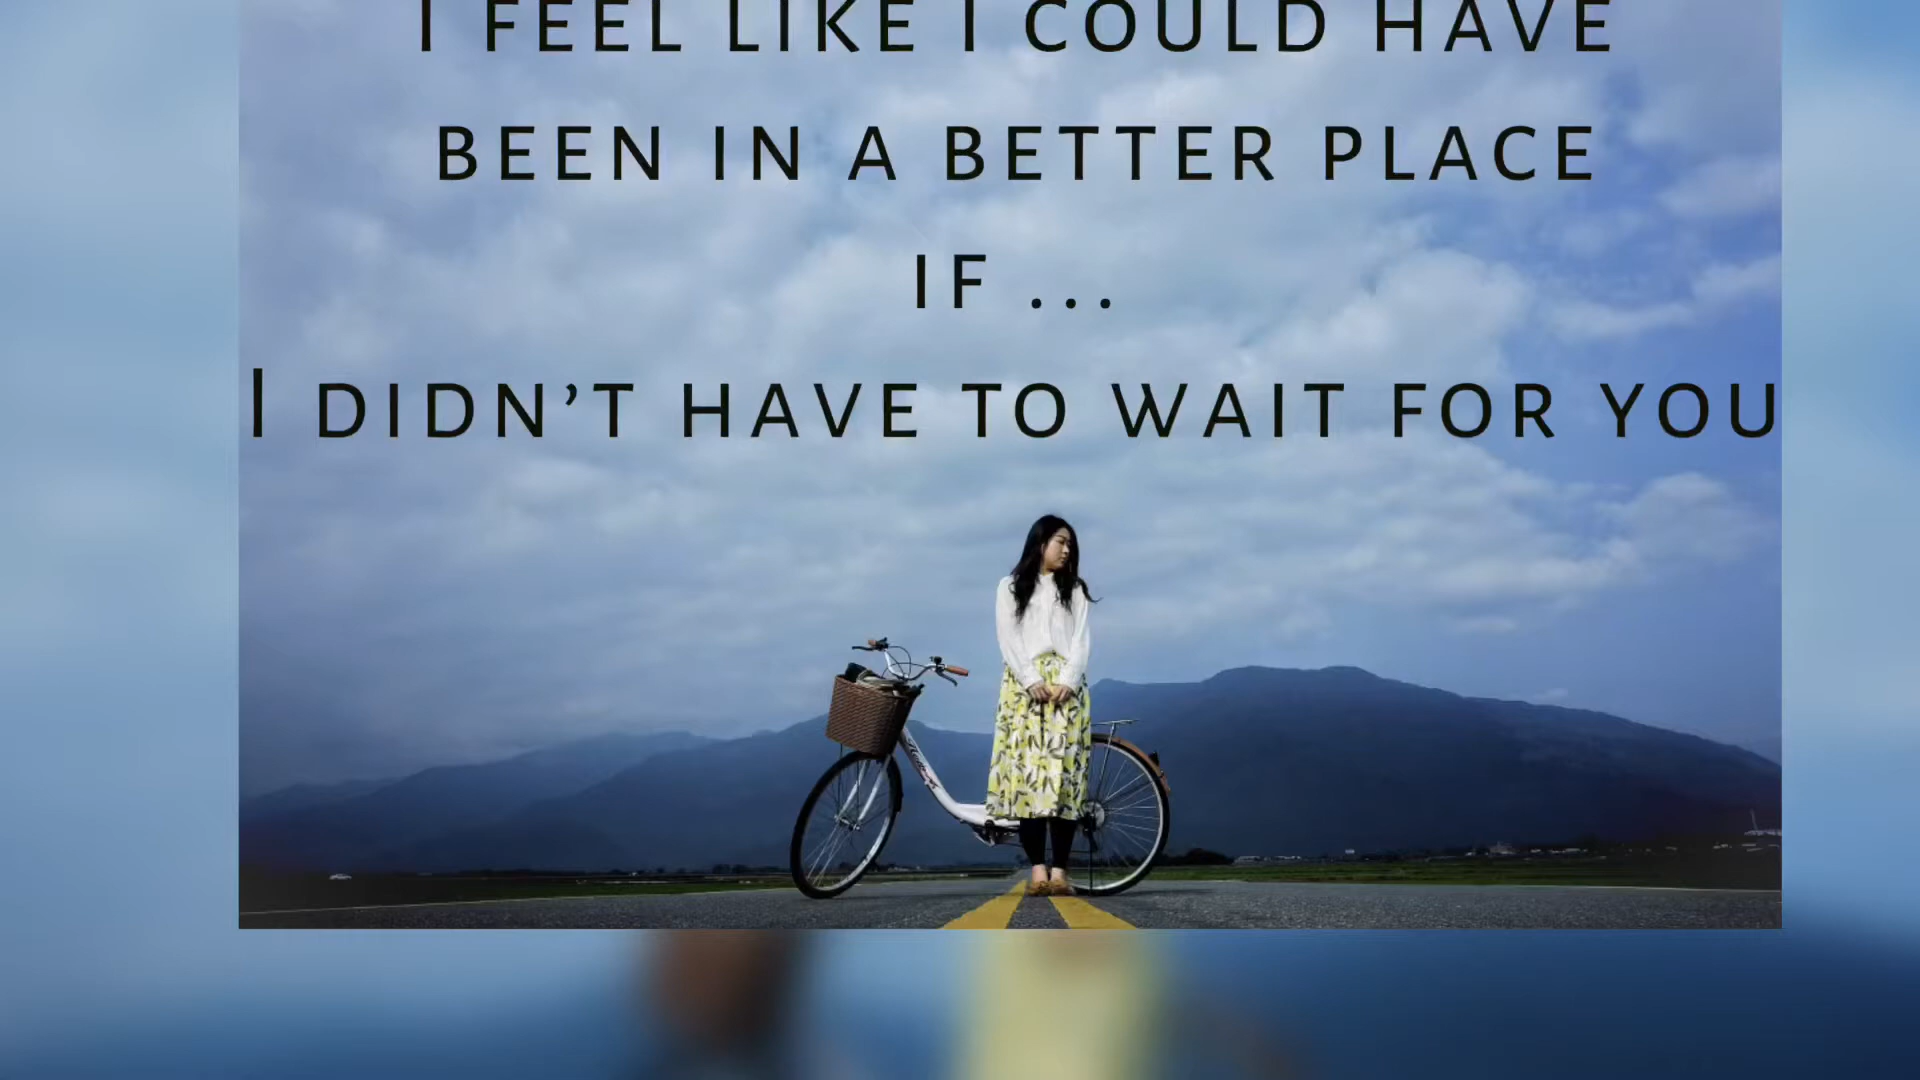 I FEEL LIKE I COULD HAVE
BEEN IN A BETTER PLACE
IF ...
I DIDN'T HAVE TO WAIT FOR YOU